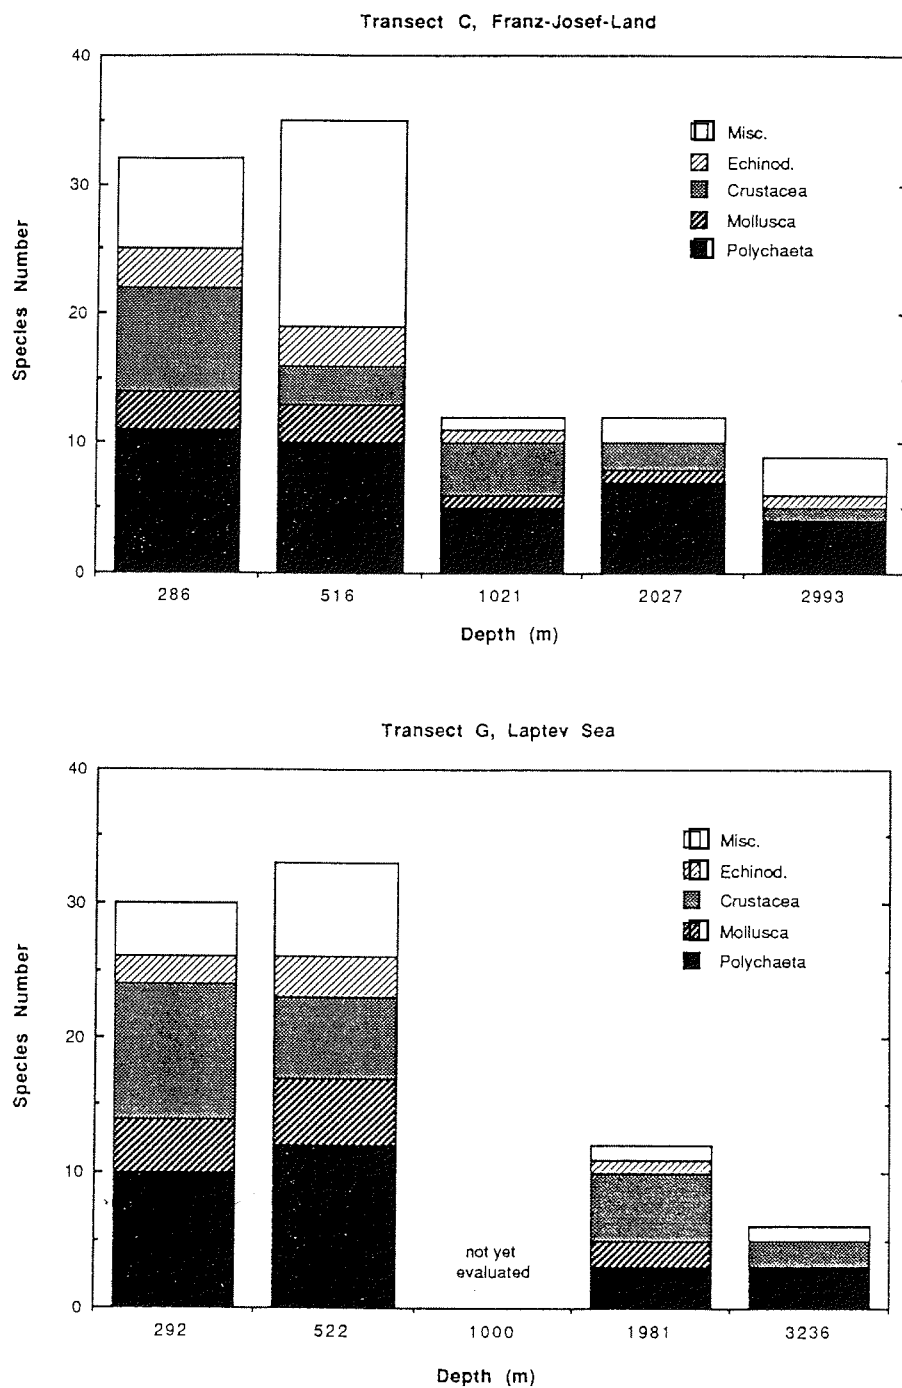 Transect C, Franz-Josef-Land
40
30
20
10
0
Species Number
Misc.
Echinod.
Crustacea
Mollusca
Polychaeta
286 516 1021 2027 2993
Depth (m)
Transect G, Laptev Sea
40
30
20
10
0
Species Number
Misc.
Echinod.
Crustacea
Mollusca
Polychaeta
not yet
evaluated
292 522 1000 1981 3236
Depth (m)